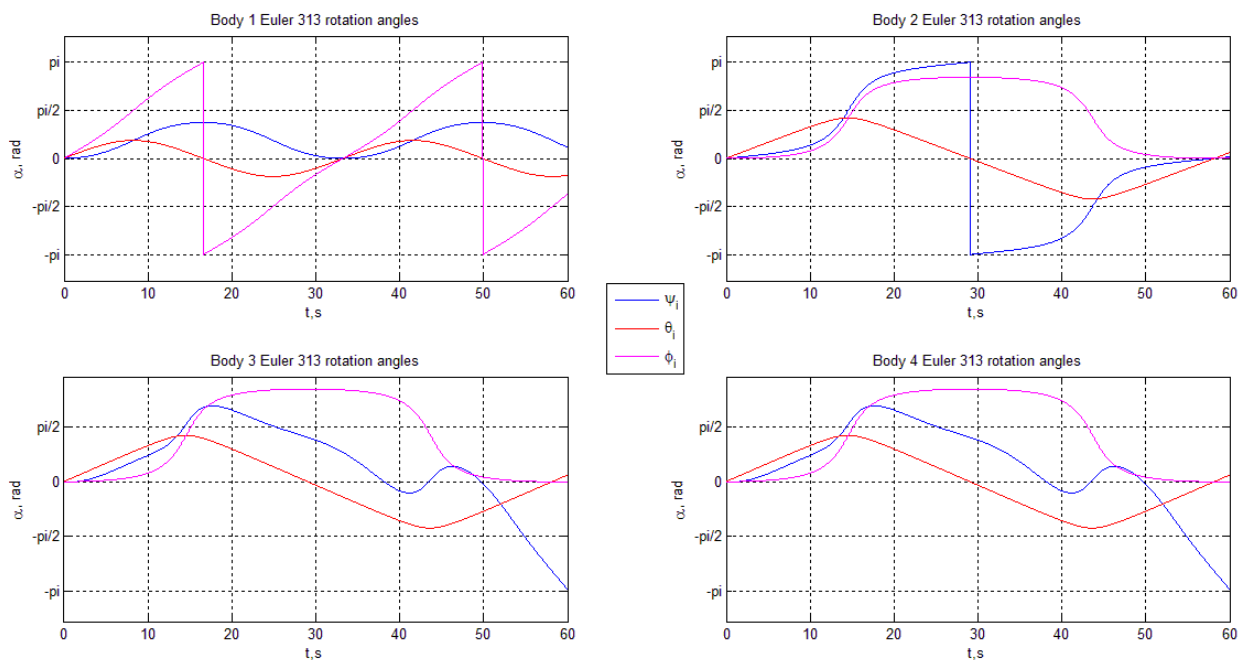 Body 1 Euler 313 rotation angles
pi
pi/2
0
-pi/2
-pi
α, rad
0 10 20 30 40 50 60
t,s
Body 2 Euler 313 rotation angles
pi
pi/2
0
-pi/2
-pi
α, rad
0 10 20 30 40 50 60
t,s
ψi
θi
ϕi
Body 3 Euler 313 rotation angles
pi/2
0
-pi/2
-pi
α, rad
0 10 20 30 40 50 60
t,s
Body 4 Euler 313 rotation angles
pi/2
0
-pi/2
-pi
α, rad
0 10 20 30 40 50 60
t,s